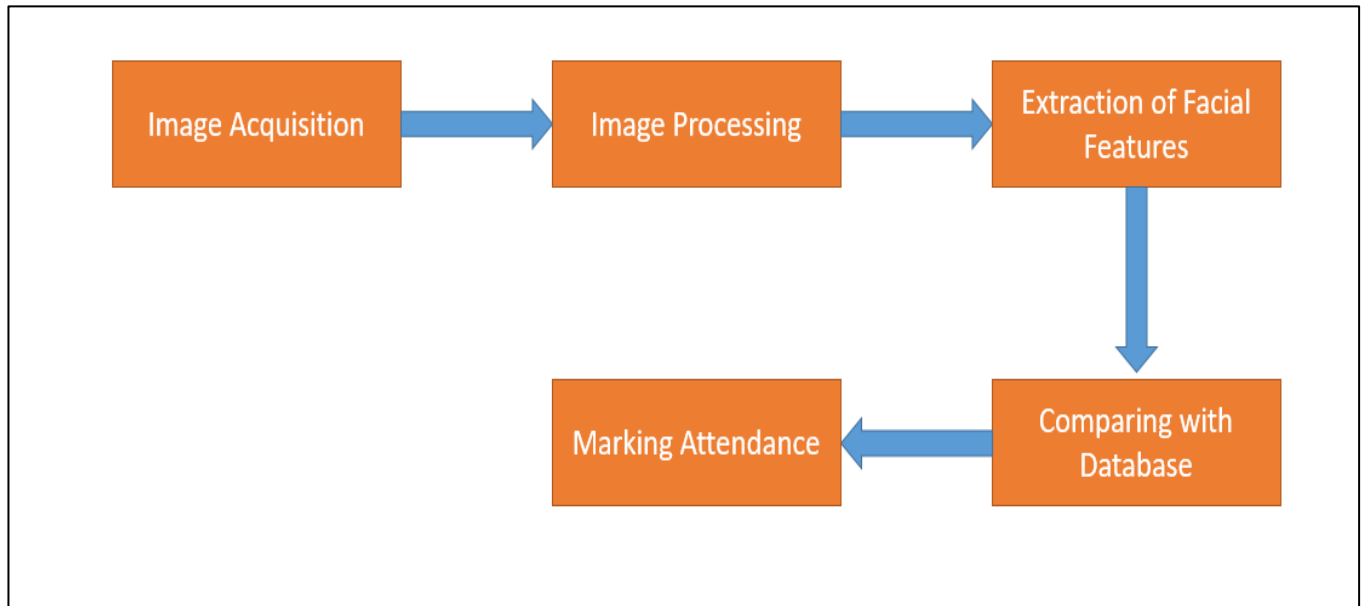 Image Acquisition
Image Processing
Extraction of Facial
Features
Comparing with
Database
Marking Attendance